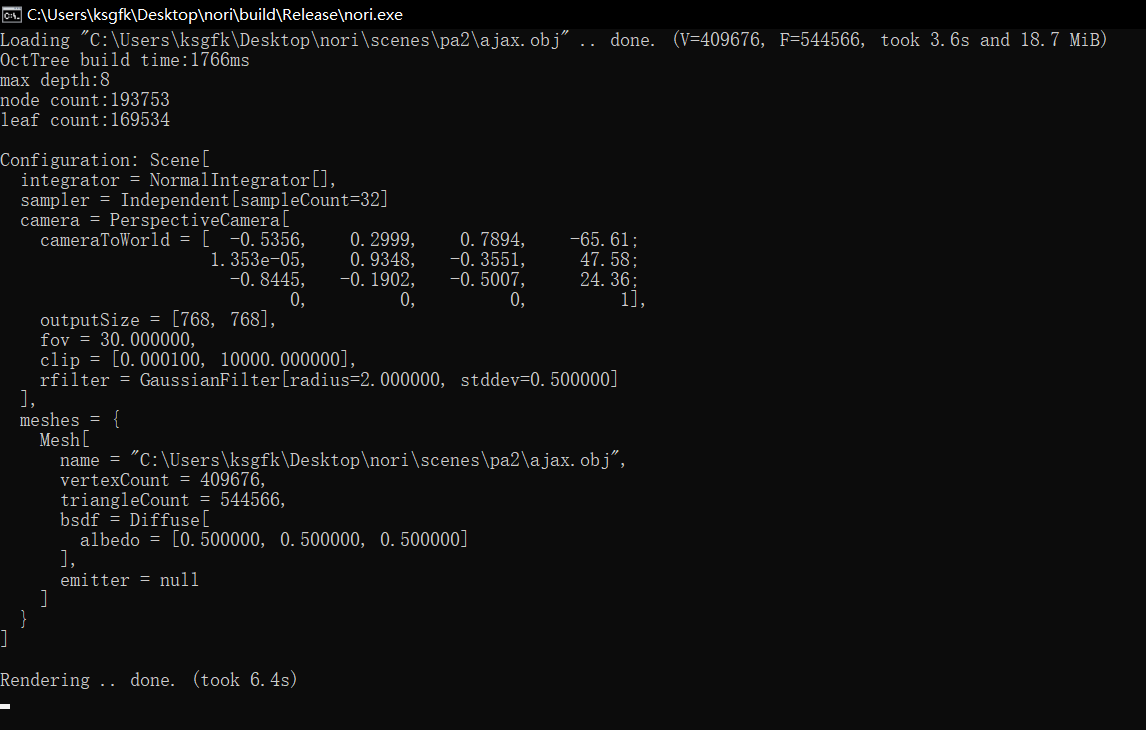 C:\Users\ksgfk\Desktop\nori\build\Release\nori.exe
Loading "C:\Users\ksgfk\Desktop\nori\scenes\pa2\ajax.obj" .. done. (V=409676, F=544566, took 3.6s and 18.7 MiB)
OctTree build time:1766ms
max depth:8
node count:193753
leaf count:169534

Configuration: Scene[
  integrator = NormalIntegrator[],
  sampler = Independent[sampleCount=32]
  camera = PerspectiveCamera[
    cameraToWorld = [  -0.5356,    0.2999,    0.7894,    -65.61;
                     1.353e-05,    0.9348,   -0.3551,     47.58;
                       -0.8445,   -0.1902,   -0.5007,     24.36;
                             0,         0,         0,         1],
    outputSize = [768, 768],
    fov = 30.000000,
    clip = [0.000100, 10000.000000],
    rfilter = GaussianFilter[radius=2.000000, stddev=0.500000]
  ],
  meshes = {
    Mesh[
      name = "C:\Users\ksgfk\Desktop\nori\scenes\pa2\ajax.obj",
      vertexCount = 409676,
      triangleCount = 544566,
      bsdf = Diffuse[
        albedo = [0.500000, 0.500000, 0.500000]
      ],
      emitter = null
    ]
  }
]

Rendering .. done. (took 6.4s)